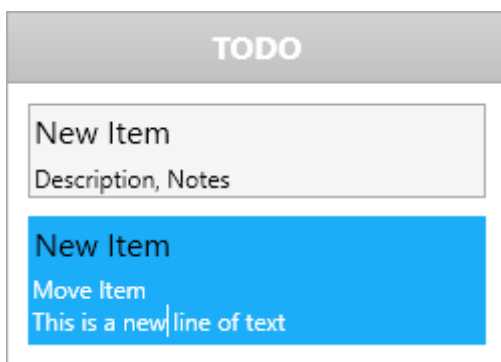 TODO
New Item
Description, Notes
New Item
Move Item
This is a new line of text